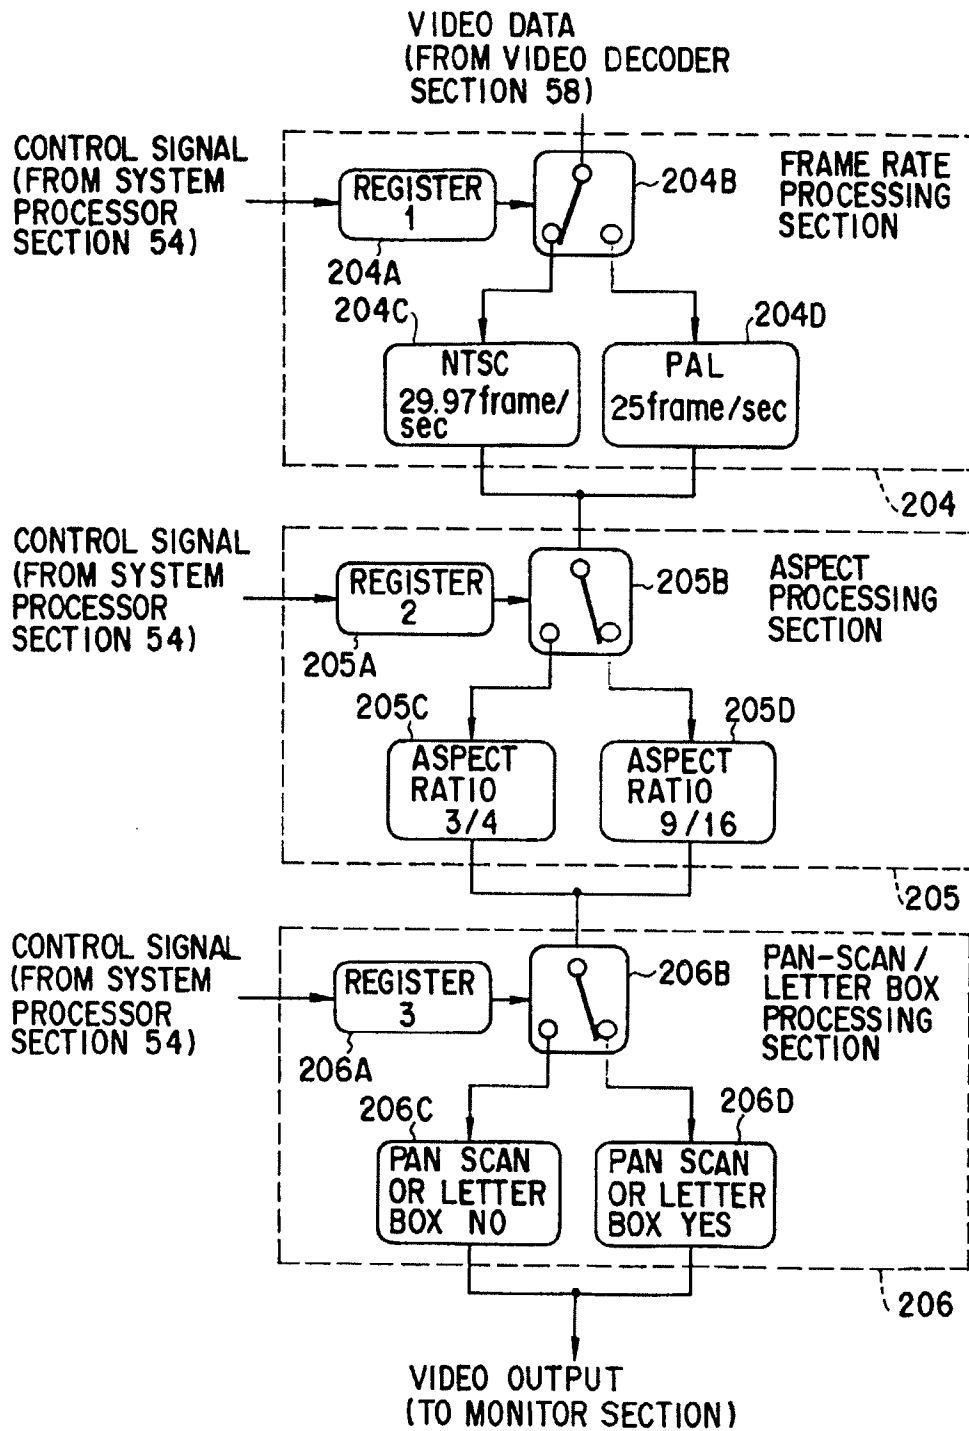 VIDEO DATA
(FROM VIDEO DECODER
SECTION 58)
CONTROL SIGNAL
(FROM SYSTEM
PROCESSOR
SECTION 54)
REGISTER
1
204A
204B
FRAME RATE
PROCESSING
SECTION
204C
NTSC
29.97frame/
sec
204D
PAL
25frame/sec
204
CONTROL SIGNAL
(FROM SYSTEM
PROCESSOR
SECTION 54)
REGISTER
2
205A
205B
ASPECT
PROCESSING
SECTION
205C
ASPECT
RATIO
3/4
205D
ASPECT
RATIO
9/16
205
CONTROL SIGNAL
(FROM SYSTEM
PROCESSOR
SECTION 54)
REGISTER
3
206A
206B
PAN-SCAN/
LETTER BOX
PROCESSING
SECTION
206C
PAN SCAN
OR LETTER
BOX NO
206D
PAN SCAN
OR LETTER
BOX YES
206
VIDEO OUTPUT
(TO MONITOR SECTION)